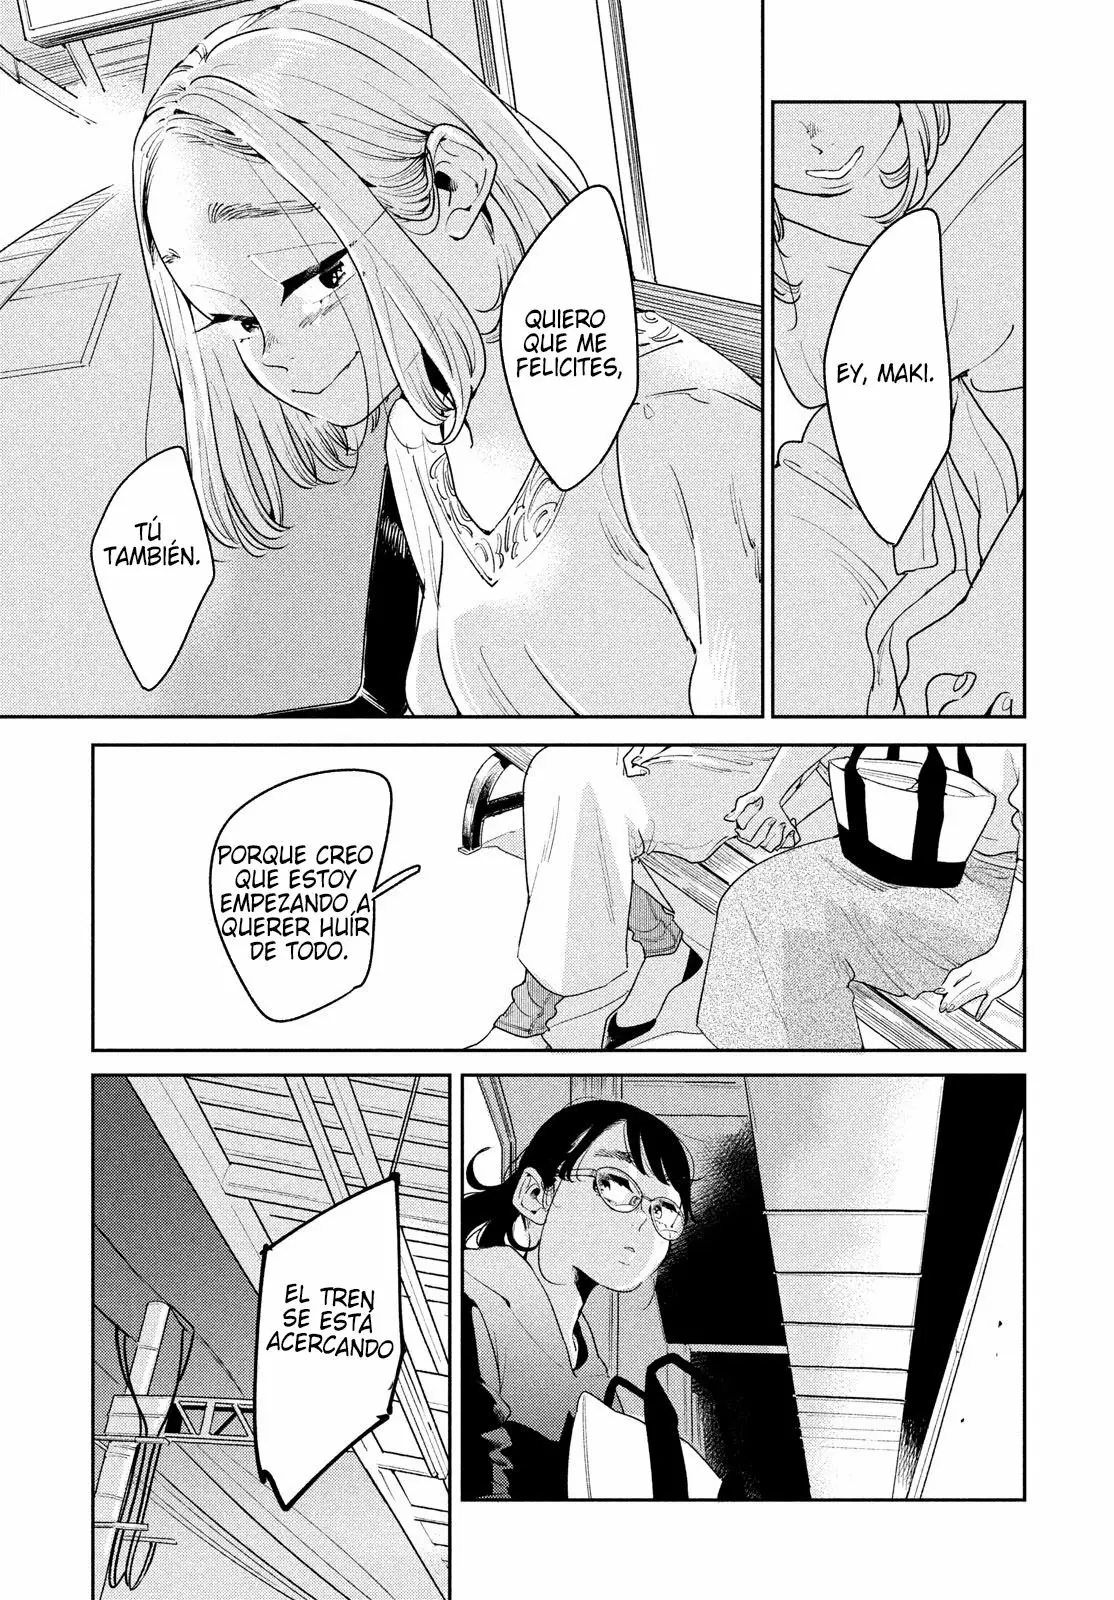 EY, MAKI.
QUIERO
QUE ME
FELICITES,
TÚ
TAMBIÉN.
PORQUE CREO
QUE ESTOY
EMPEZANDO A
QUERER HUÍR
DE TODO.
EL TREN
SE ESTÁ
ACERCANDO